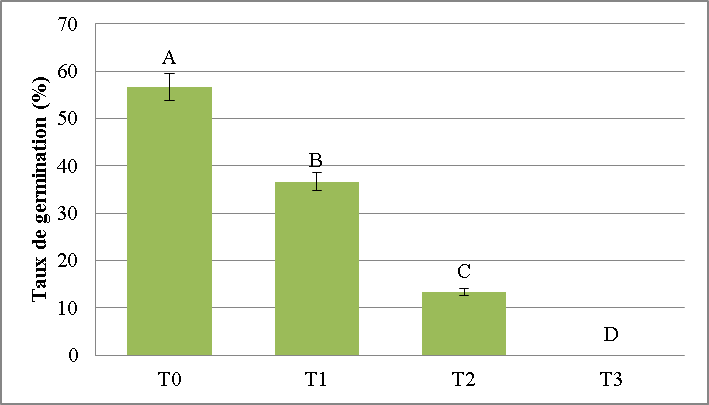 Taux de germination (%)
70
60
50
40
30
20
10
0
A
B
C
D
T0
T1
T2
T3